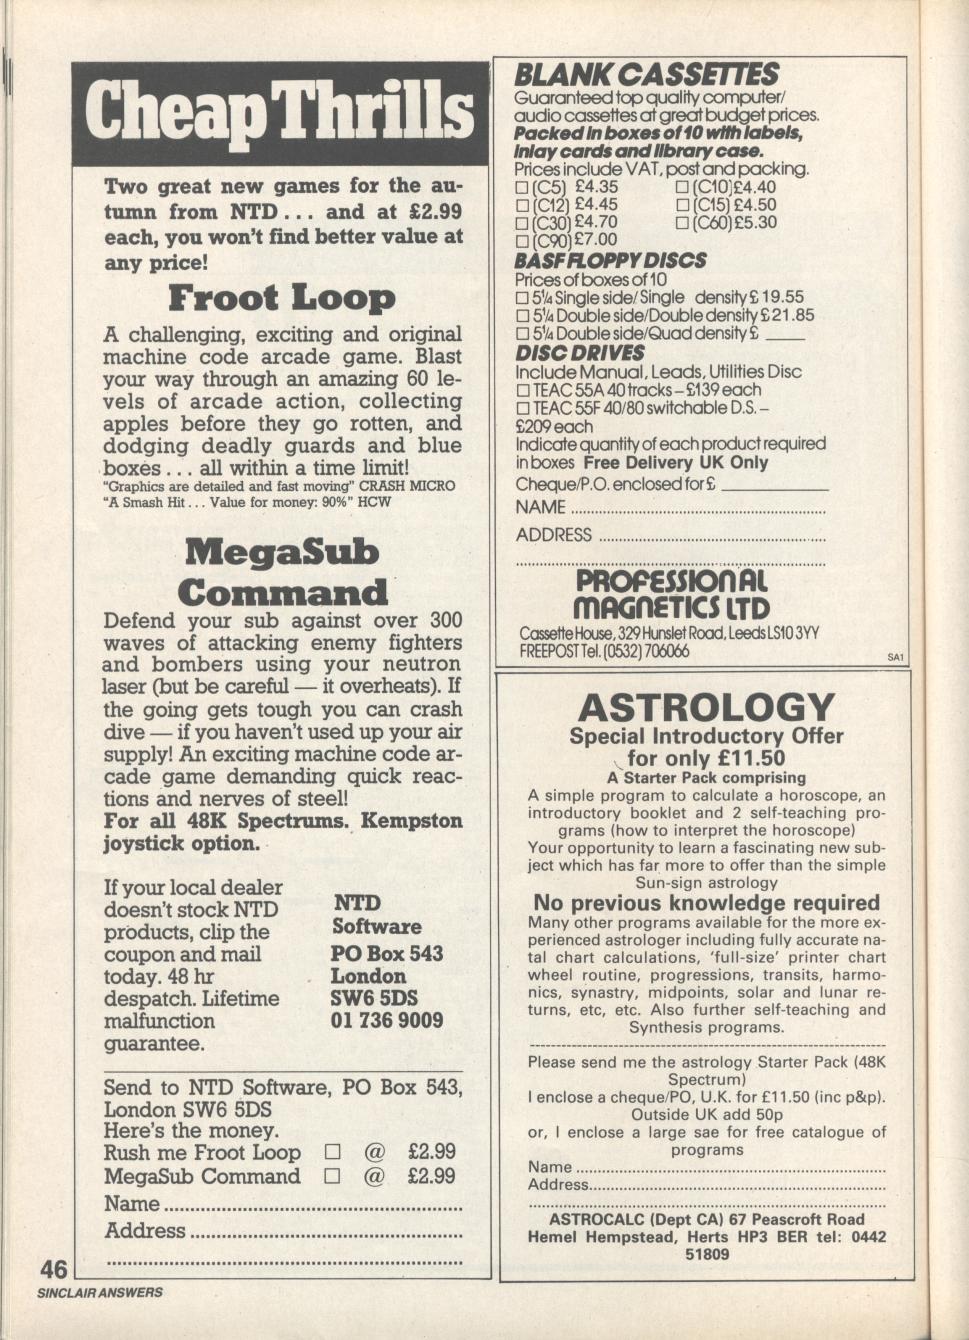 Cheap Thrills
Two great new games for the au-
tumn from NTD ... and at £2.99
each, you won't find better value at
any price!
Froot Loop
A challenging, exciting and original
machine code arcade game. Blast
your way through an amazing 60 le-
vels of arcade action, collecting
apples before they go rotten, and
dodging deadly guards and blue
boxes ... all within a time limit!
"Graphics are detailed and fast moving" CRASH MICRO
"A Smash Hit ... Value for money: 90%" HCW
MegaSub
Command
Defend your sub against over 300
waves of attacking enemy fighters
and bombers using your neutron
laser (but be careful — it overheats). If
the going gets tough you can crash
dive — if you haven't used up your air
supply! An exciting machine code ar-
cade game demanding quick reac-
tions and nerves of steel!
For all 48K Spectrums. Kempston
joystick option.
If your local dealer
doesn't stock NTD
products, clip the
coupon and mail
today. 48 hr
despatch. Lifetime
malfunction
guarantee.
NTD
Software
PO Box 543
London
SW6 5DS
01 736 9009
Send to NTD Software, PO Box 543,
London SW6 5DS
Here's the money.
Rush me Froot Loop □ @ £2.99
MegaSub Command □ @ £2.99
Name ..........
Address ..........
..........
BLANK CASSETTES
Guaranteed top quality computer/
audio cassettes at great budget prices.
Packed in boxes of 10 with labels,
inlay cards and library case.
Prices include VAT, post and packing.
□ (C5) £4.35 □ (C10) £4.40
□ (C12) £4.45 □ (C15) £4.50
□ (C30) £4.70 □ (C60) £5.30
□ (C90) £7.00
BASF FLOPPY DISCS
Prices of boxes of 10
□ 5¼ Single side/Single density £19.55
□ 5¼ Double side/Double density £21.85
□ 5¼ Double side/Quad density £ ____
DISC DRIVES
Include Manual, Leads, Utilities Disc
□ TEAC 55A 40 tracks – £139 each
□ TEAC 55F 40/80 switchable D.S. –
£209 each
Indicate quantity of each product required
in boxes Free Delivery UK Only
Cheque/P.O. enclosed for £ __________
NAME ..........
ADDRESS ..........
..........
PROFESSIONAL
MAGNETICS LTD
Cassette House, 329 Hunslet Road, Leeds LS10 3YY
FREEPOST Tel. (0532) 706066
SA1
ASTROLOGY
Special Introductory Offer
for only £11.50
A Starter Pack comprising
A simple program to calculate a horoscope, an
introductory booklet and 2 self-teaching pro-
grams (how to interpret the horoscope)
Your opportunity to learn a fascinating new sub-
ject which has far more to offer than the simple
Sun-sign astrology
No previous knowledge required
Many other programs available for the more ex-
perienced astrologer including fully accurate na-
tal chart calculations, 'full-size' printer chart
wheel routine, progressions, transits, harmo-
nics, synastry, midpoints, solar and lunar re-
turns, etc, etc. Also further self-teaching and
Synthesis programs.
Please send me the astrology Starter Pack (48K
Spectrum)
I enclose a cheque/PO, U.K. for £11.50 (inc p&p).
Outside UK add 50p
or, I enclose a large sae for free catalogue of
programs
Name ..........
Address..........
..........
ASTROCALC (Dept CA) 67 Peascroft Road
Hemel Hempstead, Herts HP3 BER tel: 0442
51809
46
SINCLAIR ANSWERS